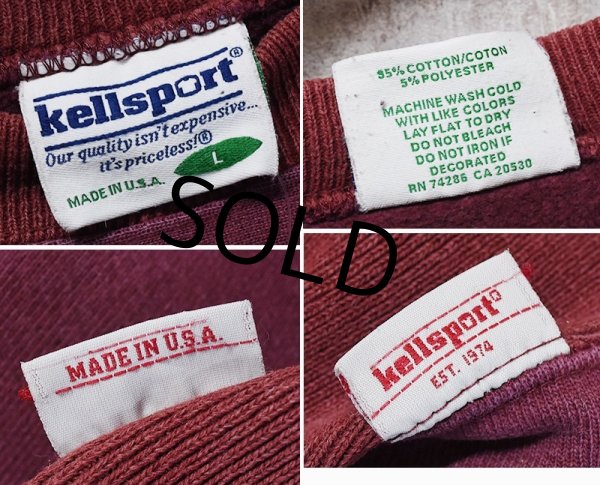 kellsport®
Our quality isn't expensive...
it's priceless!®
L
MADE IN U.S.A.
95% COTTON/COTON
5% POLYESTER
MACHINE WASH COLD
WITH LIKE COLORS
LAY FLAT TO DRY
DO NOT BLEACH
DO NOT IRON IF
DECORATED
RN 74286 CA 20530
SOLD
MADE IN U.S.A.
kellsport®
EST. 1974